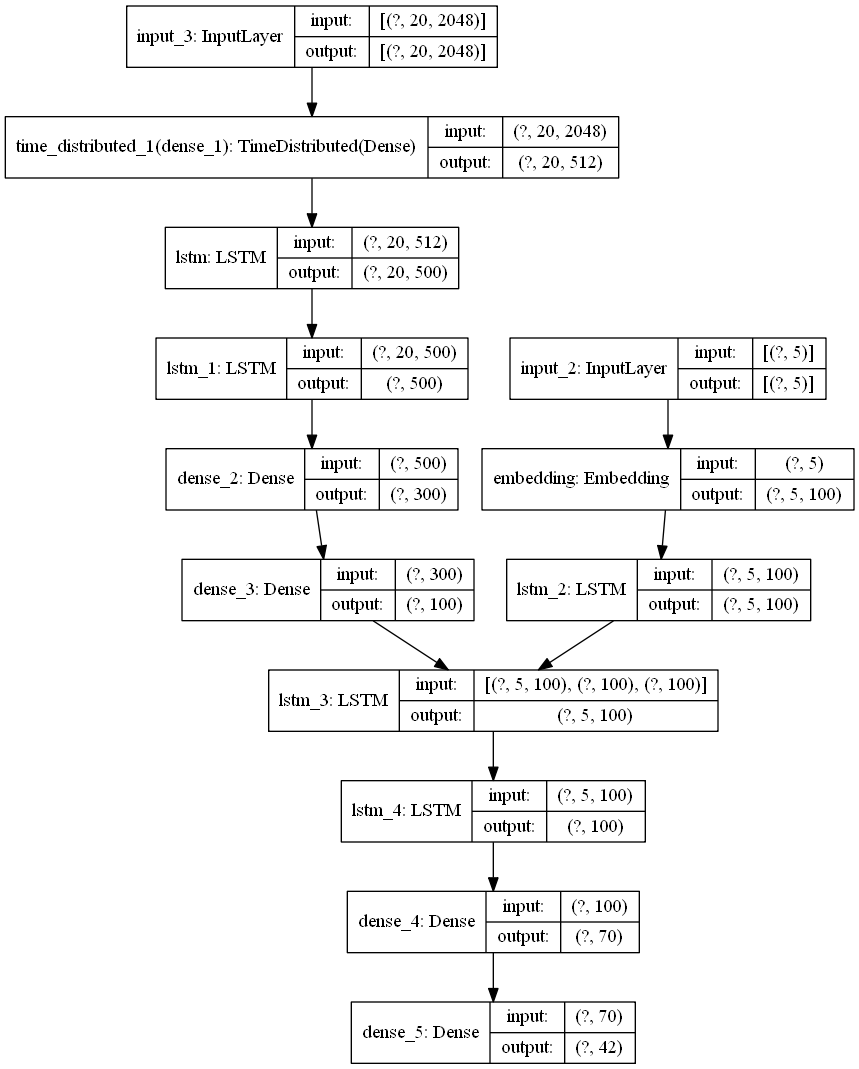 input_3: InputLayer
input: [(?, 20, 2048)]
output: [(?, 20, 2048)]
time_distributed_1(dense_1): TimeDistributed(Dense)
input: (?, 20, 2048)
output: (?, 20, 512)
lstm: LSTM
input: (?, 20, 512)
output: (?, 20, 500)
lstm_1: LSTM
input: (?, 20, 500)
output: (?, 500)
input_2: InputLayer
input: [(?, 5)]
output: [(?, 5)]
dense_2: Dense
input: (?, 500)
output: (?, 300)
embedding: Embedding
input: (?, 5)
output: (?, 5, 100)
dense_3: Dense
input: (?, 300)
output: (?, 100)
lstm_2: LSTM
input: (?, 5, 100)
output: (?, 5, 100)
lstm_3: LSTM
input: [(?, 5, 100), (?, 100), (?, 100)]
output: (?, 5, 100)
lstm_4: LSTM
input: (?, 5, 100)
output: (?, 100)
dense_4: Dense
input: (?, 100)
output: (?, 70)
dense_5: Dense
input: (?, 70)
output: (?, 42)